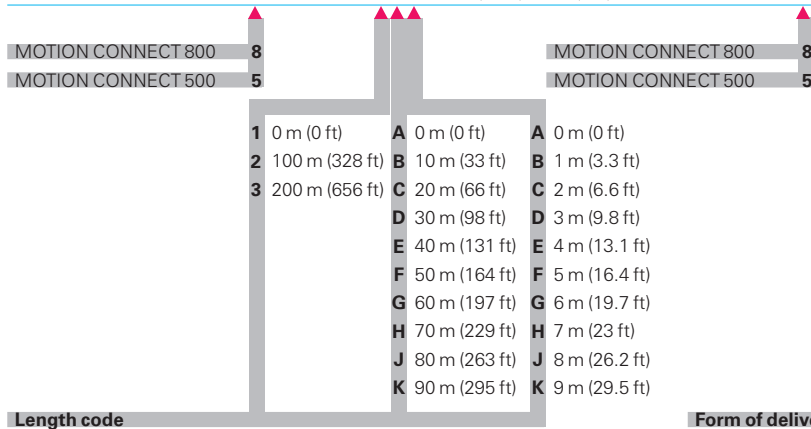 MOTION CONNECT 800 8 MOTION CONNECT 800 8
MOTION CONNECT 500 5 MOTION CONNECT 500 5
1 0 m (0 ft) A 0 m (0 ft) A 0 m (0 ft)
2 100 m (328 ft) B 10 m (33 ft) B 1 m (3.3 ft)
3 200 m (656 ft) C 20 m (66 ft) C 2 m (6.6 ft)
D 30 m (98 ft) D 3 m (9.8 ft)
E 40 m (131 ft) E 4 m (13.1 ft)
F 50 m (164 ft) F 5 m (16.4 ft)
G 60 m (197 ft) G 6 m (19.7 ft)
H 70 m (229 ft) H 7 m (23 ft)
J 80 m (263 ft) J 8 m (26.2 ft)
K 90 m (295 ft) K 9 m (29.5 ft)
Length code Form of